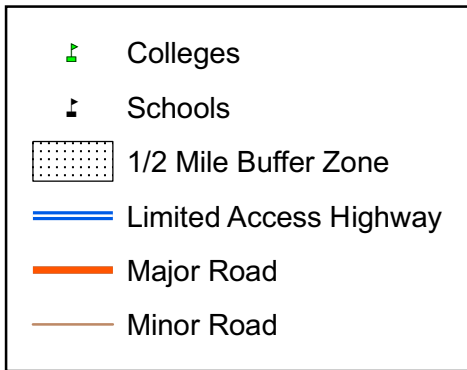 Colleges
Schools
1/2 Mile Buffer Zone
Limited Access Highway
Major Road
Minor Road